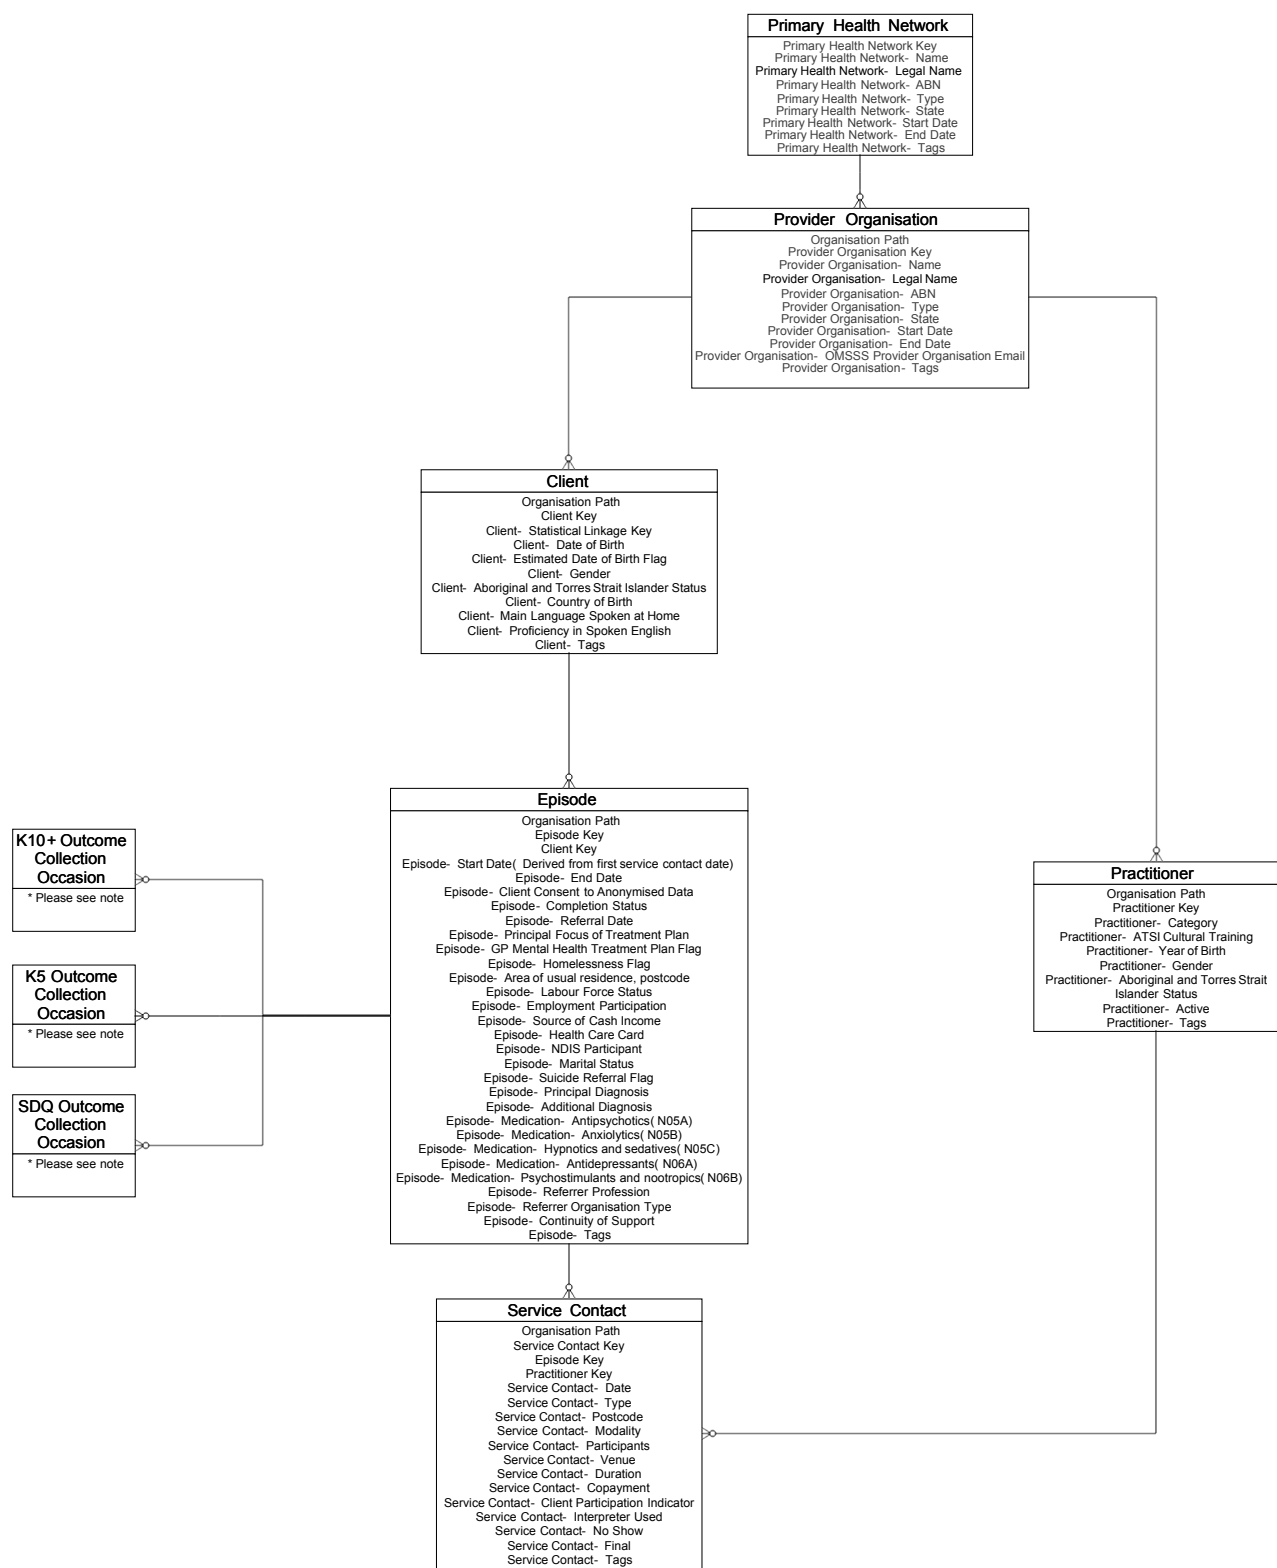 Primary Health Network
Primary Health Network Key
Primary Health Network- Name
Primary Health Network- Legal Name
Primary Health Network- ABN
Primary Health Network- Type
Primary Health Network- State
Primary Health Network- Start Date
Primary Health Network- End Date
Primary Health Network- Tags
Provider Organisation
Organisation Path
Provider Organisation Key
Provider Organisation- Name
Provider Organisation- Legal Name
Provider Organisation- ABN
Provider Organisation- Type
Provider Organisation- State
Provider Organisation- Start Date
Provider Organisation- End Date
Provider Organisation- OMSSS Provider Organisation Email
Provider Organisation- Tags
Client
Organisation Path
Client Key
Client- Statistical Linkage Key
Client- Date of Birth
Client- Estimated Date of Birth Flag
Client- Gender
Client- Aboriginal and Torres Strait Islander Status
Client- Country of Birth
Client- Main Language Spoken at Home
Client- Proficiency in Spoken English
Client- Tags
Episode
Organisation Path
Episode Key
Client Key
Episode- Start Date( Derived from first service contact date)
Episode- End Date
Episode- Client Consent to Anonymised Data
Episode- Completion Status
Episode- Referral Date
Episode- Principal Focus of Treatment Plan
Episode- GP Mental Health Treatment Plan Flag
Episode- Homelessness Flag
Episode- Area of usual residence, postcode
Episode- Labour Force Status
Episode- Employment Participation
Episode- Source of Cash Income
Episode- Health Care Card
Episode- NDIS Participant
Episode- Marital Status
Episode- Suicide Referral Flag
Episode- Principal Diagnosis
Episode- Additional Diagnosis
Episode- Medication- Antipsychotics( N05A)
Episode- Medication- Anxiolytics( N05B)
Episode- Medication- Hypnotics and sedatives( N05C)
Episode- Medication- Antidepressants( N06A)
Episode- Medication- Psychostimulants and nootropics( N06B)
Episode- Referrer Profession
Episode- Referrer Organisation Type
Episode- Continuity of Support
Episode- Tags
K10+ Outcome
Collection
Occasion
* Please see note
K5 Outcome
Collection
Occasion
* Please see note
SDQ Outcome
Collection
Occasion
* Please see note
Practitioner
Organisation Path
Practitioner Key
Practitioner- Category
Practitioner- ATSI Cultural Training
Practitioner- Year of Birth
Practitioner- Gender
Practitioner- Aboriginal and Torres Strait
Islander Status
Practitioner- Active
Practitioner- Tags
Service Contact
Organisation Path
Service Contact Key
Episode Key
Practitioner Key
Service Contact- Date
Service Contact- Type
Service Contact- Postcode
Service Contact- Modality
Service Contact- Participants
Service Contact- Venue
Service Contact- Duration
Service Contact- Copayment
Service Contact- Client Participation Indicator
Service Contact- Interpreter Used
Service Contact- No Show
Service Contact- Final
Service Contact- Tags